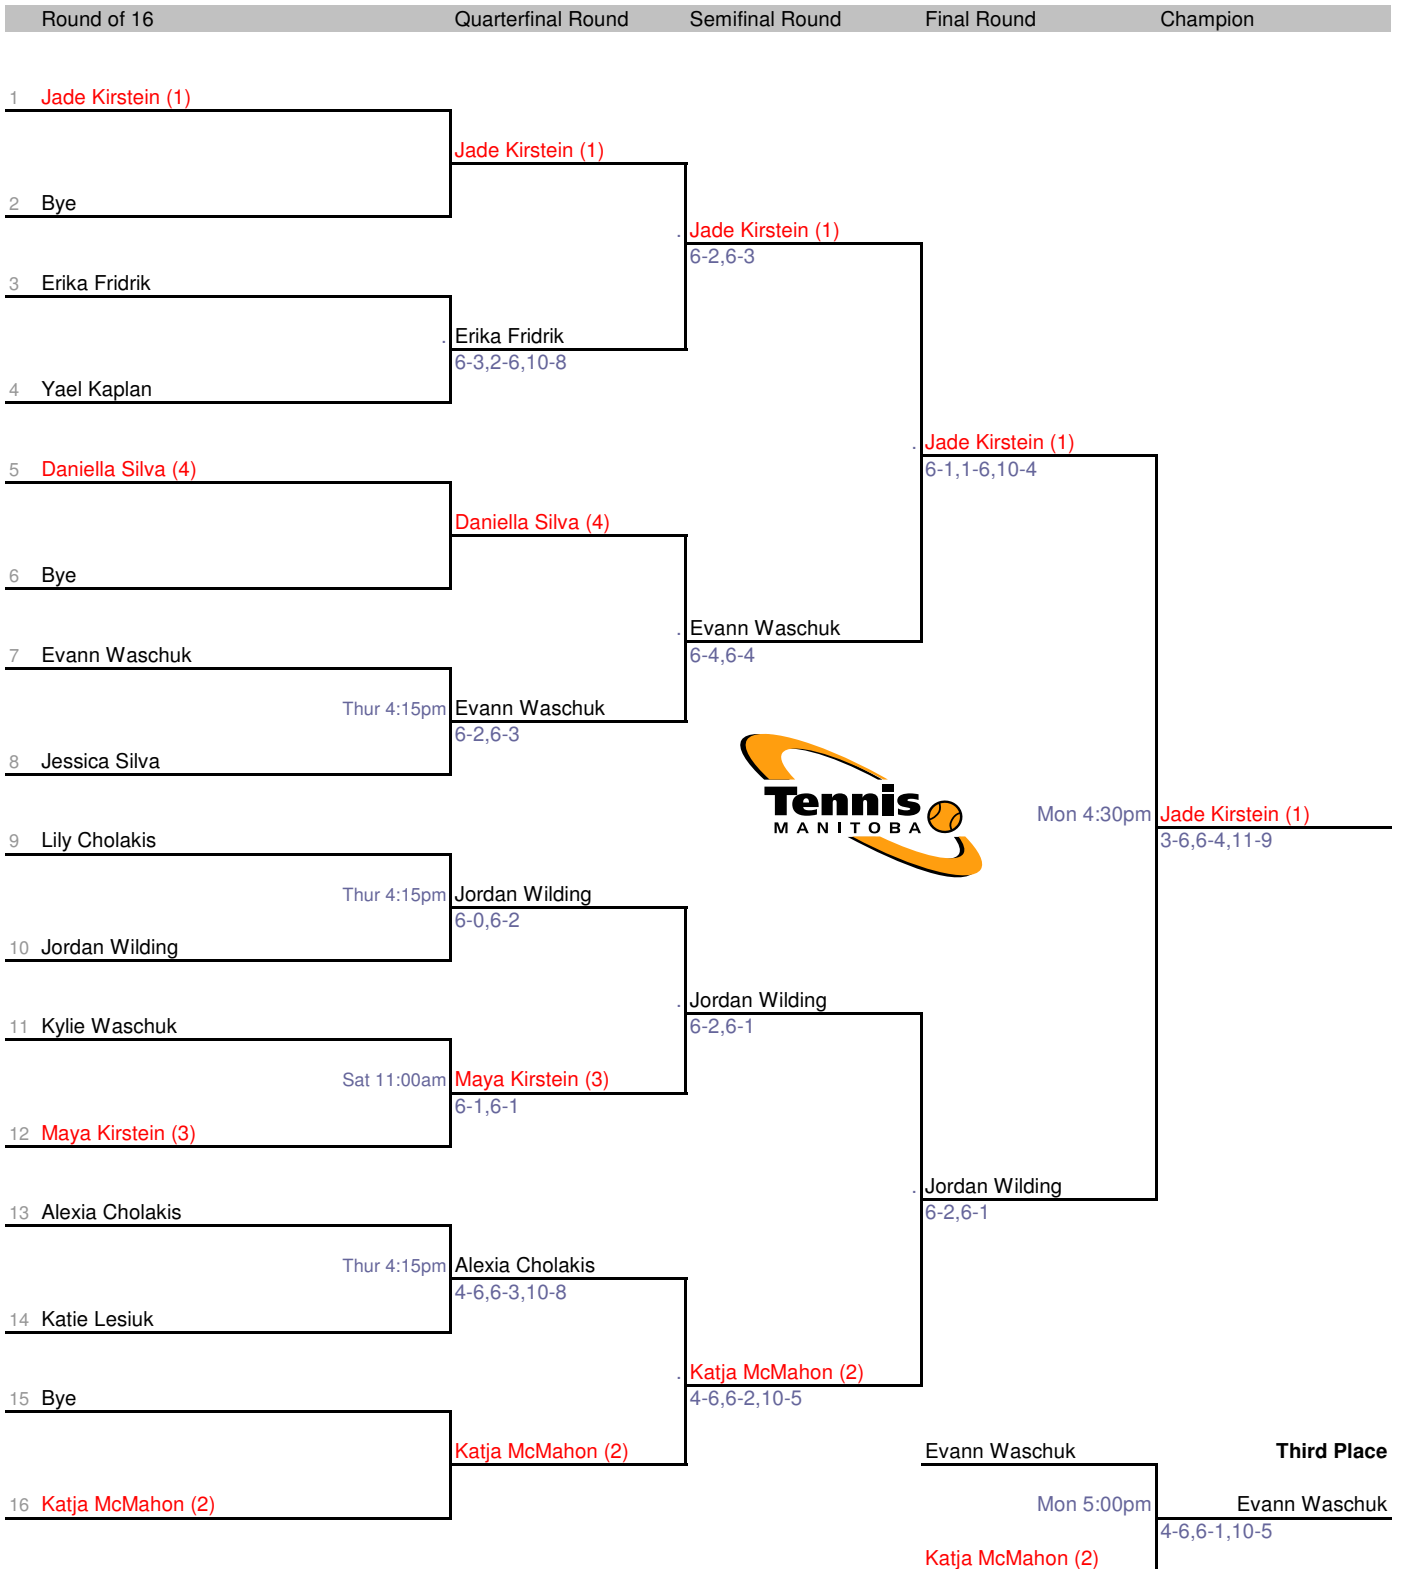 Round of 16 Quarterfinal Round Semifinal Round Final Round Champion
1 Jade Kirstein (1)
Jade Kirstein (1)
2 Bye
. Jade Kirstein (1)
6-2,6-3
3 Erika Fridrik
. Erika Fridrik
6-3,2-6,10-8
4 Yael Kaplan
. Jade Kirstein (1)
6-1,1-6,10-4
5 Daniella Silva (4)
Daniella Silva (4)
6 Bye
. Evann Waschuk
6-4,6-4
7 Evann Waschuk
Thur 4:15pm Evann Waschuk
6-2,6-3
8 Jessica Silva
Tennis
MANITOBA
Mon 4:30pm Jade Kirstein (1)
3-6,6-4,11-9
9 Lily Cholakis
Thur 4:15pm Jordan Wilding
6-0,6-2
10 Jordan Wilding
. Jordan Wilding
6-2,6-1
11 Kylie Waschuk
Sat 11:00am Maya Kirstein (3)
6-1,6-1
12 Maya Kirstein (3)
. Jordan Wilding
6-2,6-1
13 Alexia Cholakis
Thur 4:15pm Alexia Cholakis
4-6,6-3,10-8
14 Katie Lesiuk
. Katja McMahon (2)
4-6,6-2,10-5
15 Bye
Katja McMahon (2)
16 Katja McMahon (2)
Evann Waschuk Third Place
Mon 5:00pm Evann Waschuk
4-6,6-1,10-5
Katja McMahon (2)